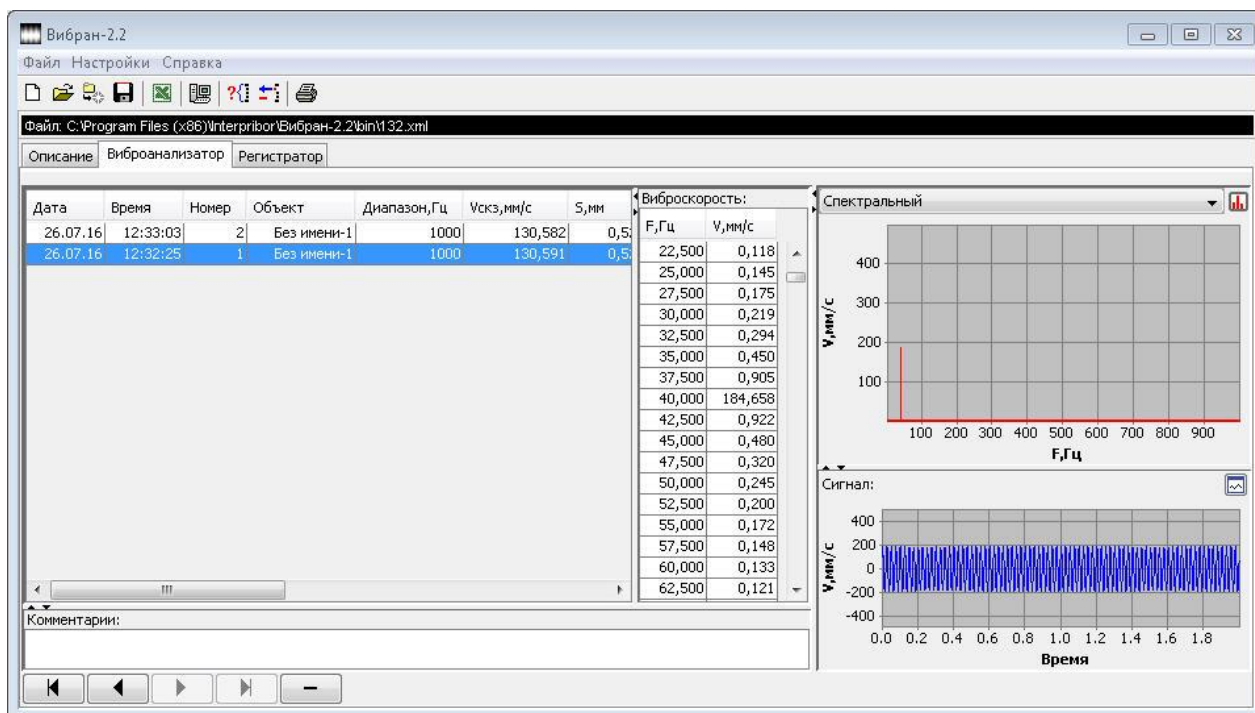 Вибран-2.2
Файл Настройки Справка
Файл: C:\Program Files (x86)\Interpribor\Вибран-2.2\bin\132.xml
Описание Виброанализатор Регистратор
Дата Время Номер Объект Диапазон,Гц Vскз,мм/с S,мм
26.07.16 12:33:03 2 Без имени-1 1000 130,582
26.07.16 12:32:25 1 Без имени-1 1000 130,591
Виброскорость:
F,Гц V,мм/с
22,500 0,118
25,000 0,145
27,500 0,175
30,000 0,219
32,500 0,294
35,000 0,450
37,500 0,905
40,000 184,658
42,500 0,922
45,000 0,480
47,500 0,320
50,000 0,245
52,500 0,200
55,000 0,172
57,500 0,148
60,000 0,133
62,500 0,121
Спектральный
V,мм/с
400
300
200
100
100 200 300 400 500 600 700 800 900
F,Гц
Сигнал:
V,мм/с
400
200
0
-200
-400
0.0 0.2 0.4 0.6 0.8 1.0 1.2 1.4 1.6 1.8
Время
Комментарии: